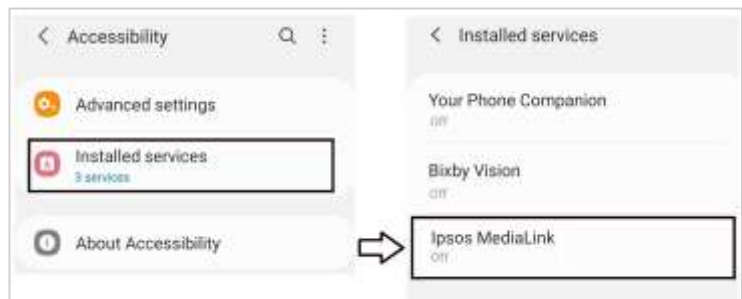 Accessibility
Advanced settings
Installed services
3 services
About Accessibility
Installed services
Your Phone Companion
Off
Bixby Vision
Off
Ipsos MediaLink
Off